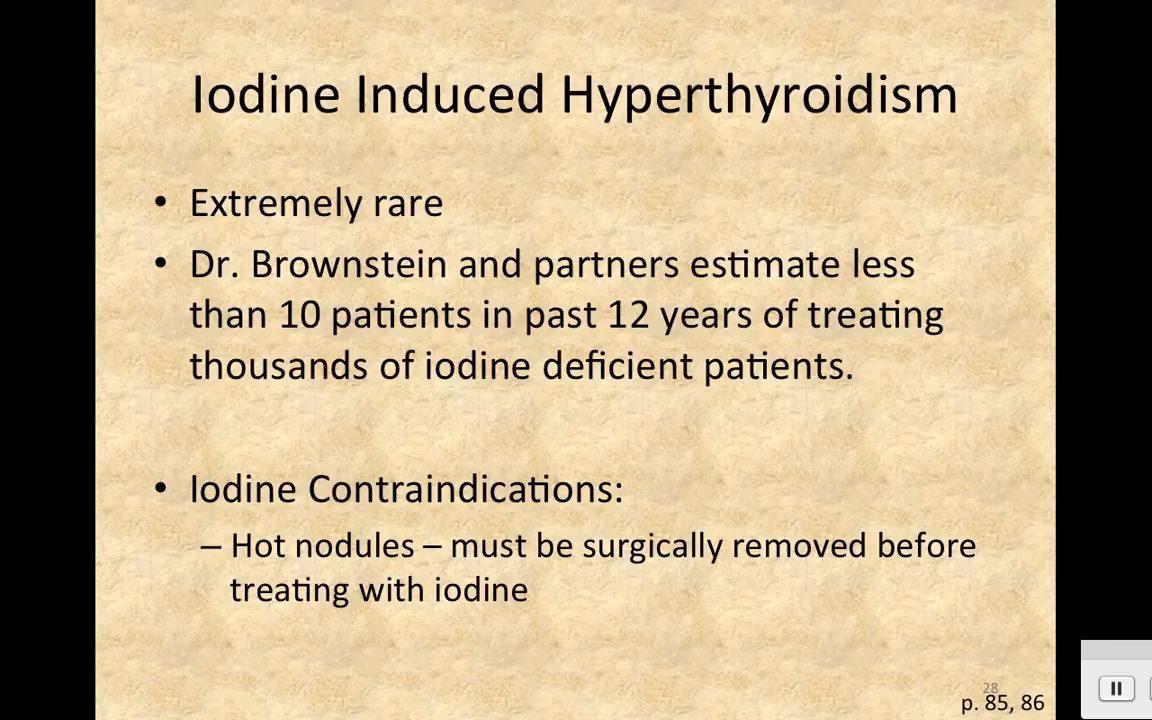 Iodine Induced Hyperthyroidism
• Extremely rare
• Dr. Brownstein and partners estimate less
than 10 patients in past 12 years of treating
thousands of iodine deficient patients.
• Iodine Contraindications:
– Hot nodules – must be surgically removed before
treating with iodine
28
p. 85, 86